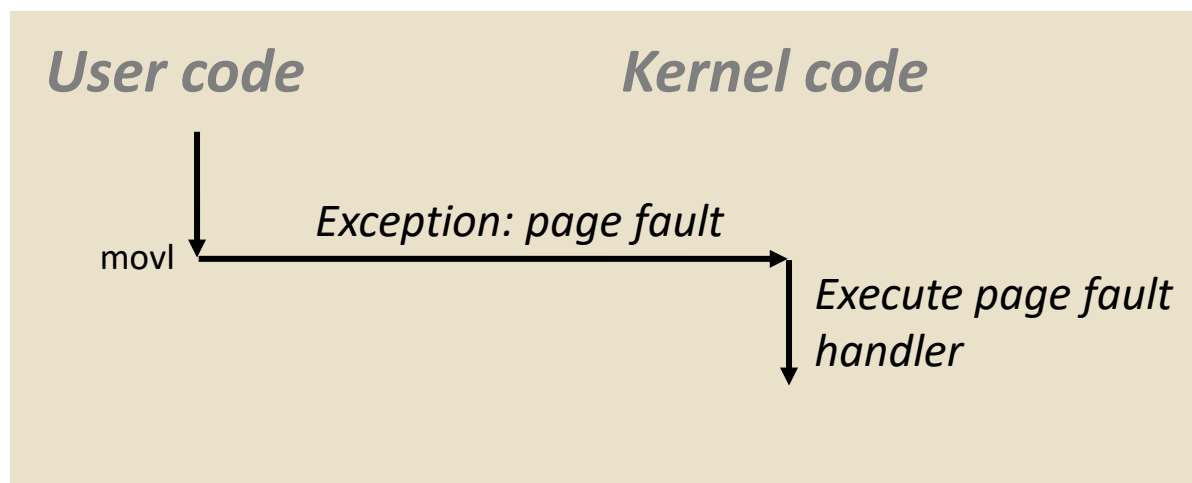 User code
Kernel code
Exception: page fault
movl
Execute page fault
handler